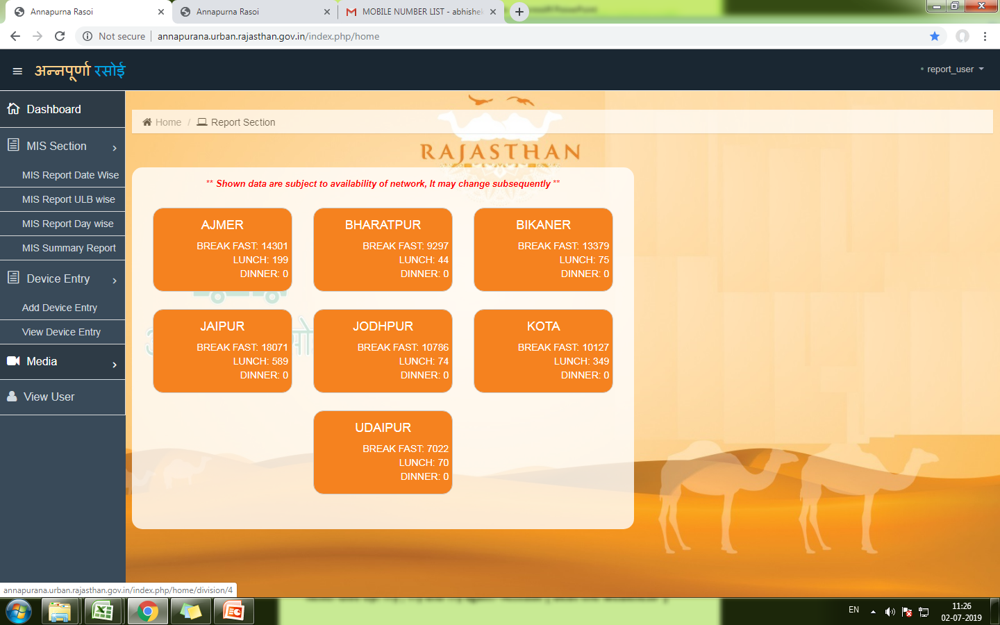 Annapurna Rasoi
Annapurna Rasoi
MOBILE NUMBER LIST - abhishek
Not secure
annapurana.urban.rajasthan.gov.in/index.php/home
अन्नपूर्णा रसोई
report_user
Dashboard
MIS Section
MIS Report Date Wise
MIS Report ULB wise
MIS Report Day wise
MIS Summary Report
Device Entry
Add Device Entry
View Device Entry
Media
View User
Home / Report Section
RAJASTHAN
** Shown data are subject to availability of network, It may change subsequently **
AJMER
BREAK FAST: 14301
LUNCH: 199
DINNER: 0
BHARATPUR
BREAK FAST: 9297
LUNCH: 44
DINNER: 0
BIKANER
BREAK FAST: 13379
LUNCH: 75
DINNER: 0
JAIPUR
BREAK FAST: 18071
LUNCH: 589
DINNER: 0
JODHPUR
BREAK FAST: 10786
LUNCH: 74
DINNER: 0
KOTA
BREAK FAST: 10127
LUNCH: 349
DINNER: 0
UDAIPUR
BREAK FAST: 7022
LUNCH: 70
DINNER: 0
annapurana.urban.rajasthan.gov.in/index.php/home/division/4
EN
11:26
02-07-2019